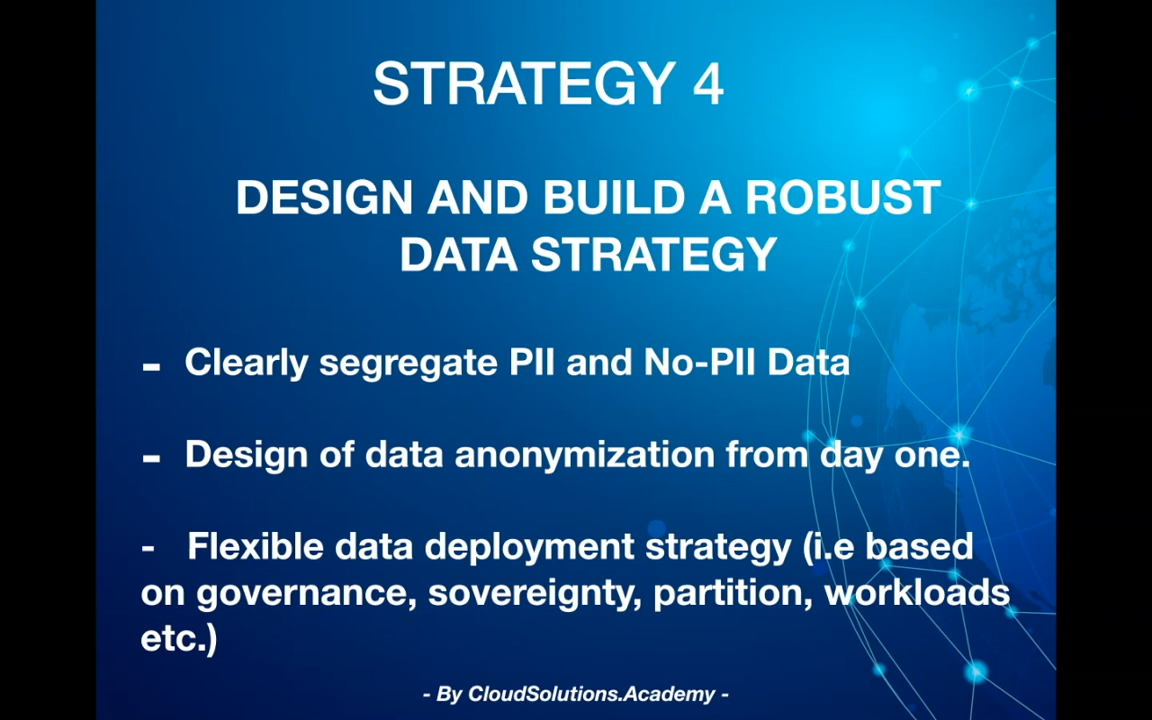 STRATEGY 4
DESIGN AND BUILD A ROBUST
DATA STRATEGY
- Clearly segregate PII and No-PII Data
- Design of data anonymization from day one.
- Flexible data deployment strategy (i.e based
on governance, sovereignty, partition, workloads
etc.)
- By CloudSolutions.Academy -